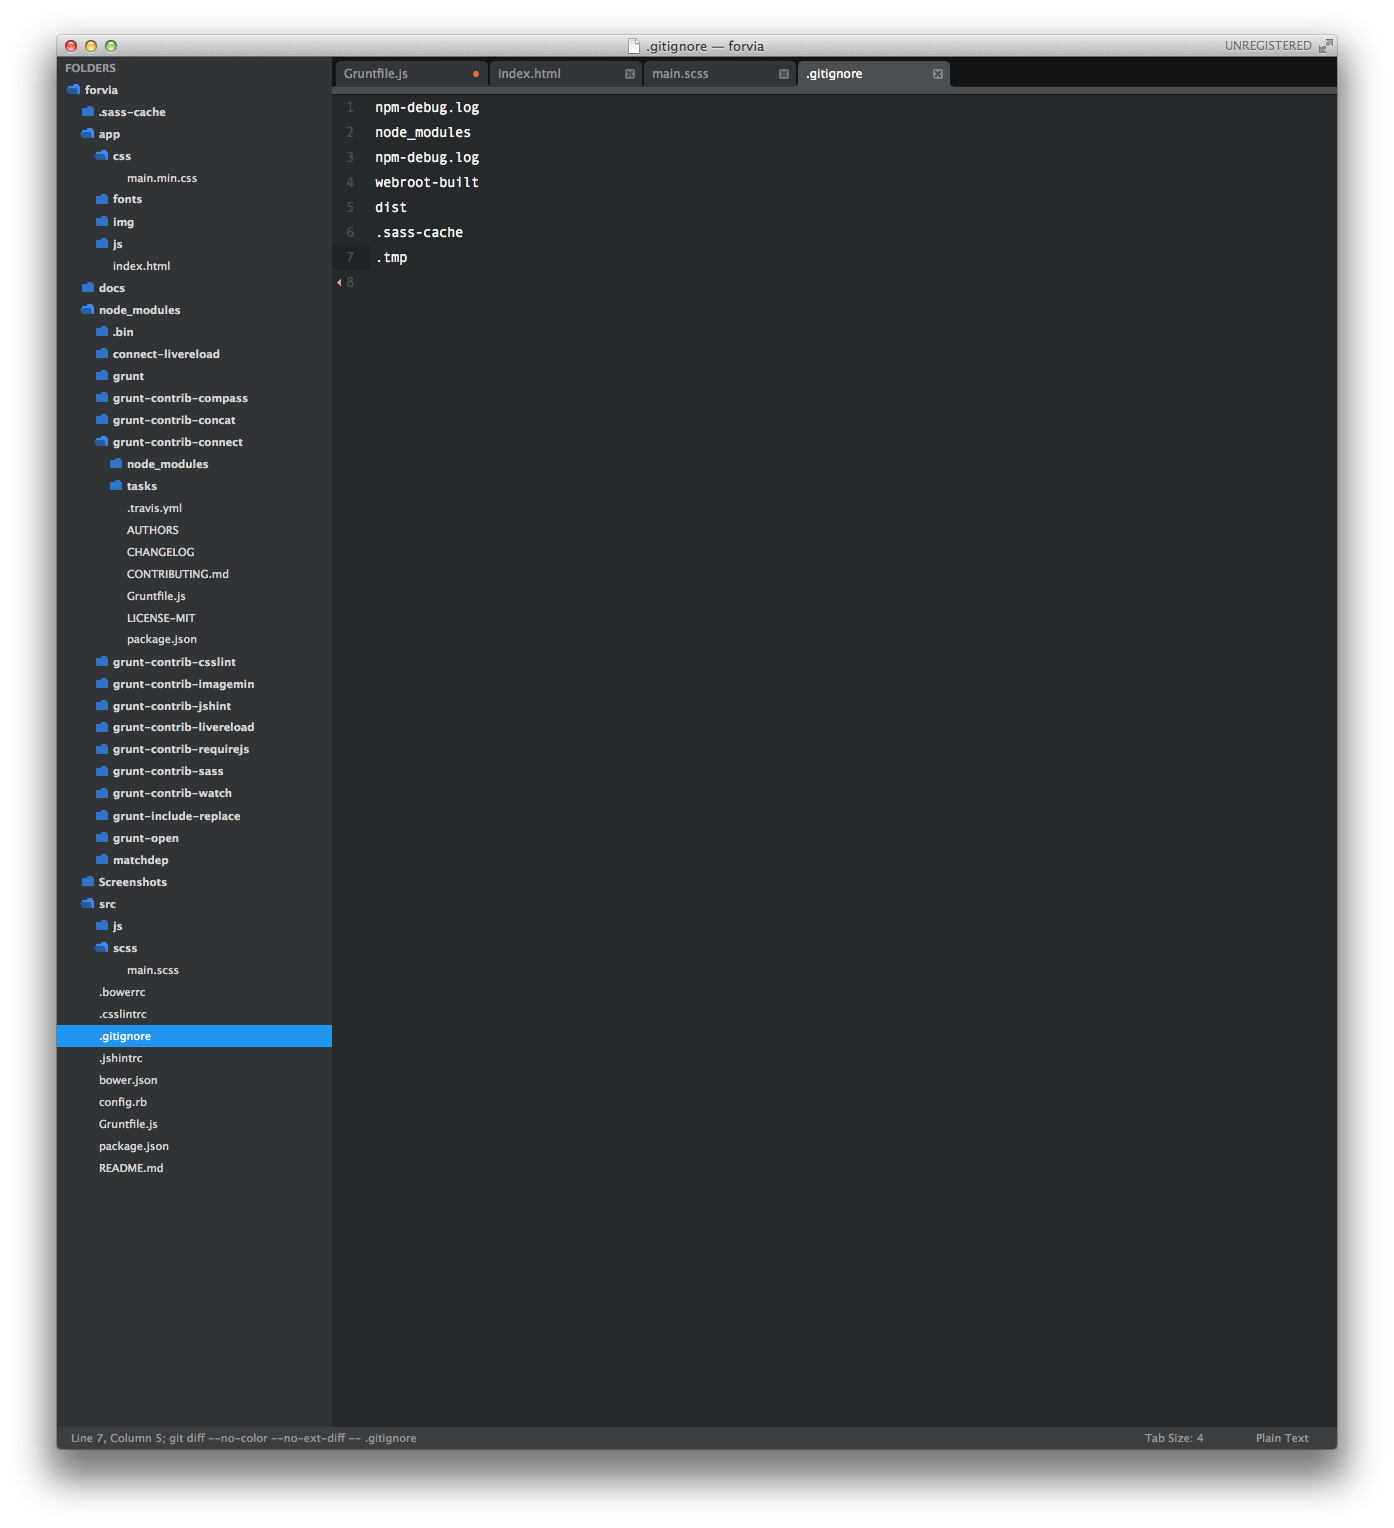 .gitignore — forvia
UNREGISTERED
FOLDERS
forvia
.sass-cache
app
css
main.min.css
fonts
img
js
index.html
docs
node_modules
.bin
connect-livereload
grunt
grunt-contrib-compass
grunt-contrib-concat
grunt-contrib-connect
node_modules
tasks
.travis.yml
AUTHORS
CHANGELOG
CONTRIBUTING.md
Gruntfile.js
LICENSE-MIT
package.json
grunt-contrib-csslint
grunt-contrib-imagemin
grunt-contrib-jshint
grunt-contrib-livereload
grunt-contrib-requirejs
grunt-contrib-sass
grunt-contrib-watch
grunt-include-replace
grunt-open
matchdep
Screenshots
src
js
scss
main.scss
.bowerrc
.csslintrc
.gitignore
.jshintrc
bower.json
config.rb
Gruntfile.js
package.json
README.md
Gruntfile.js
index.html
main.scss
.gitignore
1 npm-debug.log
2 node_modules
3 npm-debug.log
4 webroot-built
5 dist
6 .sass-cache
7 .tmp
8
Line 7, Column 5; git diff --no-color --no-ext-diff -- .gitignore
Tab Size: 4
Plain Text